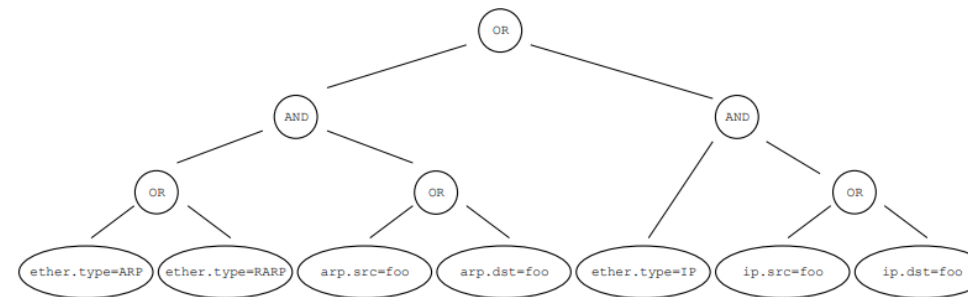 OR
AND
AND
OR
OR
OR
ether.type=ARP
ether.type=RARP
arp.src=foo
arp.dst=foo
ether.type=IP
ip.src=foo
ip.dst=foo